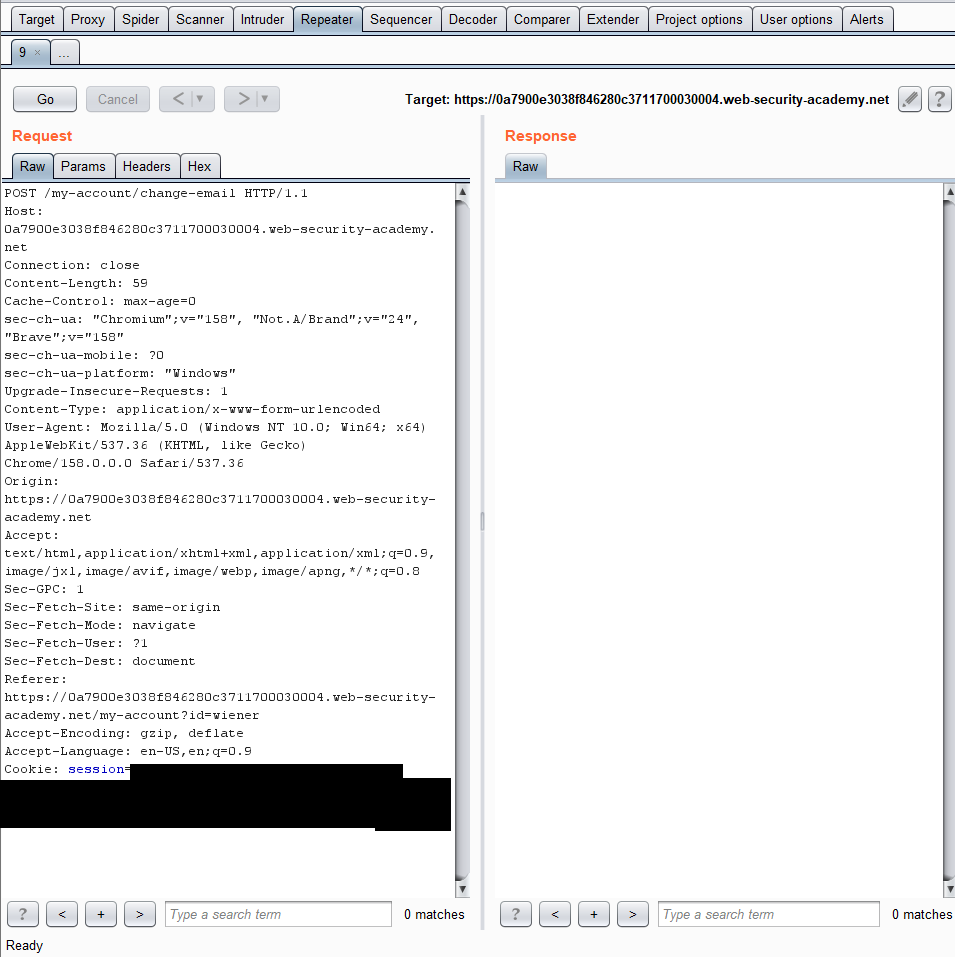 Target Proxy Spider Scanner Intruder Repeater Sequencer Decoder Comparer Extender Project options User options Alerts
9 × ...
Go Cancel < ▼ > ▼ Target: https://0a7900e3038f846280c3711700030004.web-security-academy.net ?
Request
Raw Params Headers Hex
POST /my-account/change-email HTTP/1.1
Host:
0a7900e3038f846280c3711700030004.web-security-academy.
net
Connection: close
Content-Length: 59
Cache-Control: max-age=0
sec-ch-ua: "Chromium";v="158", "Not.A/Brand";v="24",
"Brave";v="158"
sec-ch-ua-mobile: ?0
sec-ch-ua-platform: "Windows"
Upgrade-Insecure-Requests: 1
Content-Type: application/x-www-form-urlencoded
User-Agent: Mozilla/5.0 (Windows NT 10.0; Win64; x64)
AppleWebKit/537.36 (KHTML, like Gecko)
Chrome/158.0.0.0 Safari/537.36
Origin:
https://0a7900e3038f846280c3711700030004.web-security-
academy.net
Accept:
text/html,application/xhtml+xml,application/xml;q=0.9,
image/jxl,image/avif,image/webp,image/apng,*/*;q=0.8
Sec-GPC: 1
Sec-Fetch-Site: same-origin
Sec-Fetch-Mode: navigate
Sec-Fetch-User: ?1
Sec-Fetch-Dest: document
Referer:
https://0a7900e3038f846280c3711700030004.web-security-
academy.net/my-account?id=wiener
Accept-Encoding: gzip, deflate
Accept-Language: en-US,en;q=0.9
Cookie: session=
? < + > Type a search term 0 matches
Response
Raw
? < + > Type a search term 0 matches
Ready